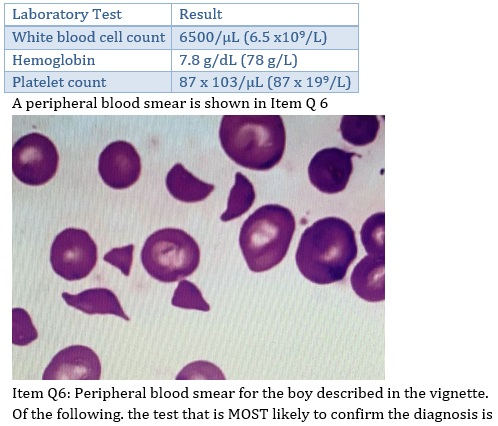 Laboratory Test Result
White blood cell count 6500/µL (6.5 x10⁹/L)
Hemoglobin 7.8 g/dL (78 g/L)
Platelet count 87 x 103/µL (87 x 19⁹/L)
A peripheral blood smear is shown in Item Q 6
Item Q6: Peripheral blood smear for the boy described in the vignette.
Of the following. the test that is MOST likely to confirm the diagnosis is